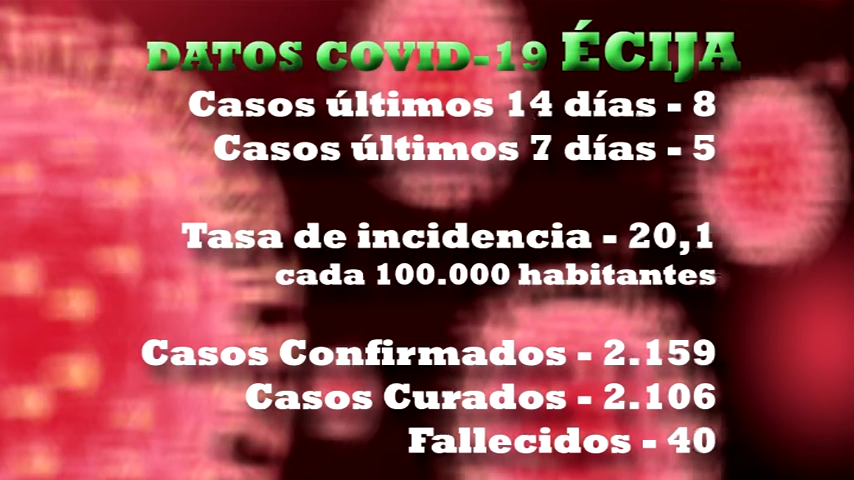 DATOS COVID-19 ÉCIJA
Casos últimos 14 días - 8
Casos últimos 7 días - 5
Tasa de incidencia - 20,1
cada 100.000 habitantes
Casos Confirmados - 2.159
Casos Curados - 2.106
Fallecidos - 40